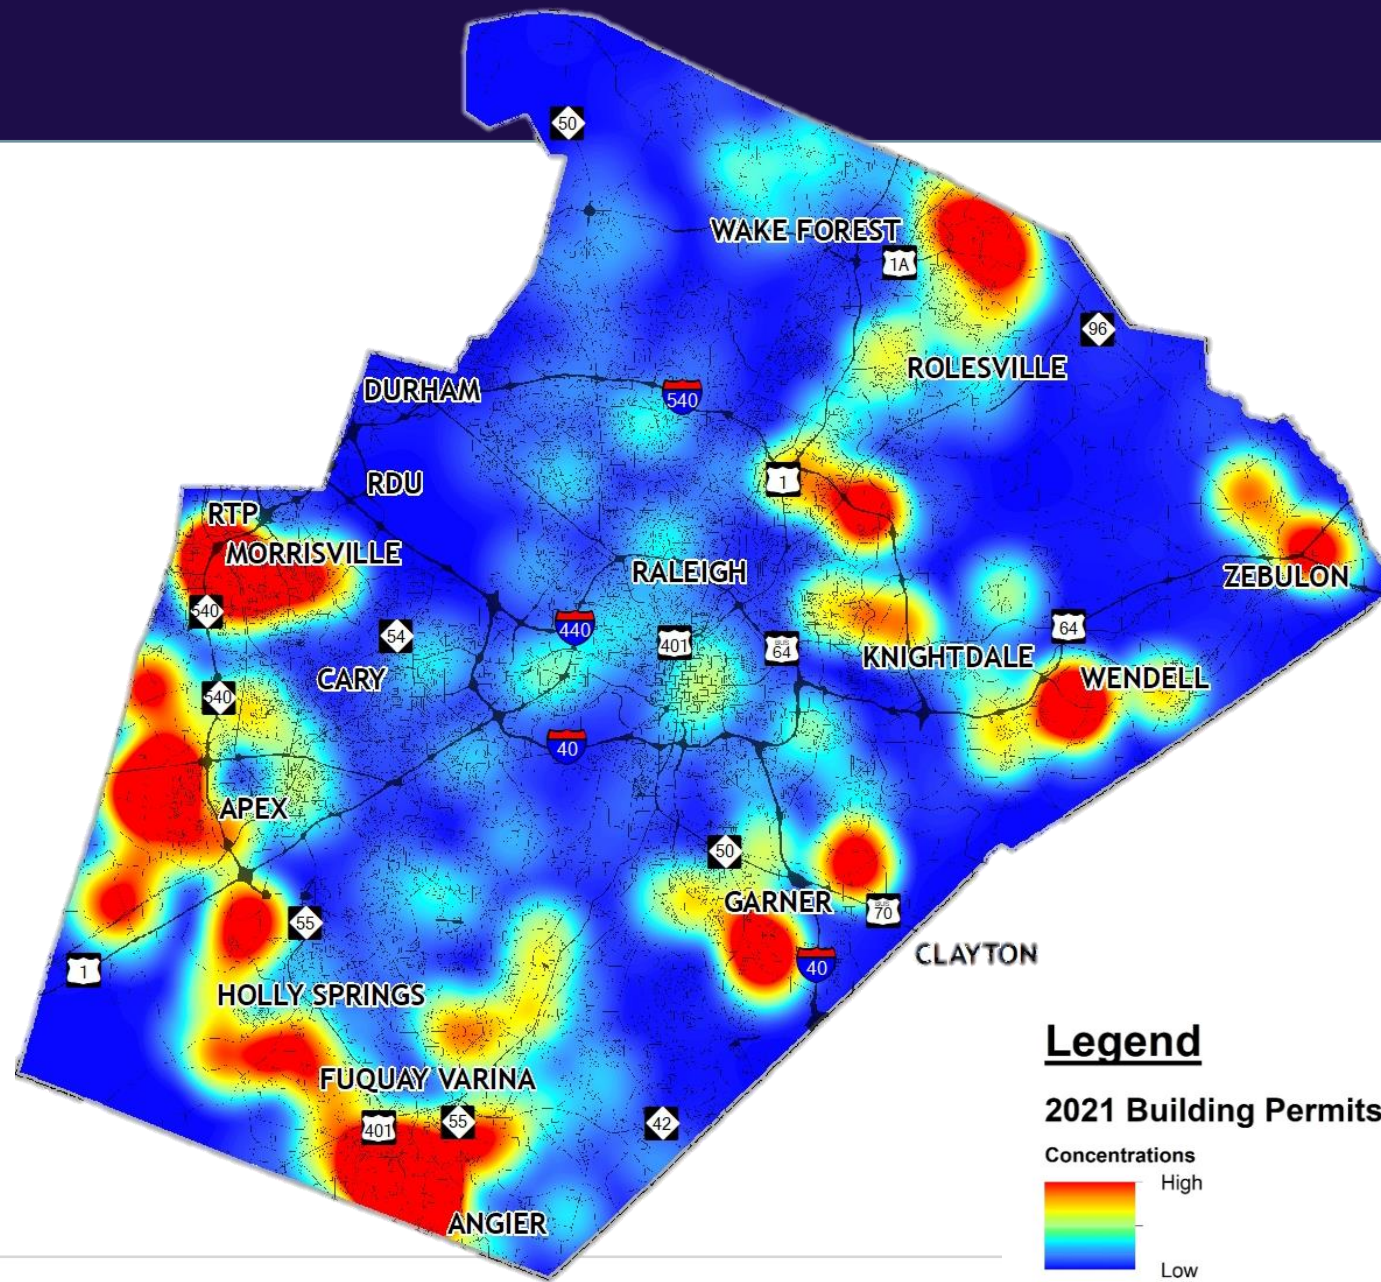 50
WAKE FOREST
1A
96
ROLESVILLE
DURHAM
540
RDU
1
RTP
MORRISVILLE
RALEIGH
ZEBULON
540
440
54
401
BUS
64
64
KNIGHTDALE
WENDELL
CARY
540
40
APEX
50
GARNER
BUS
70
55
CLAYTON
40
1
HOLLY SPRINGS
FUQUAY VARINA
401
55
42
ANGIER
Legend
2021 Building Permits
Concentrations
High
Low